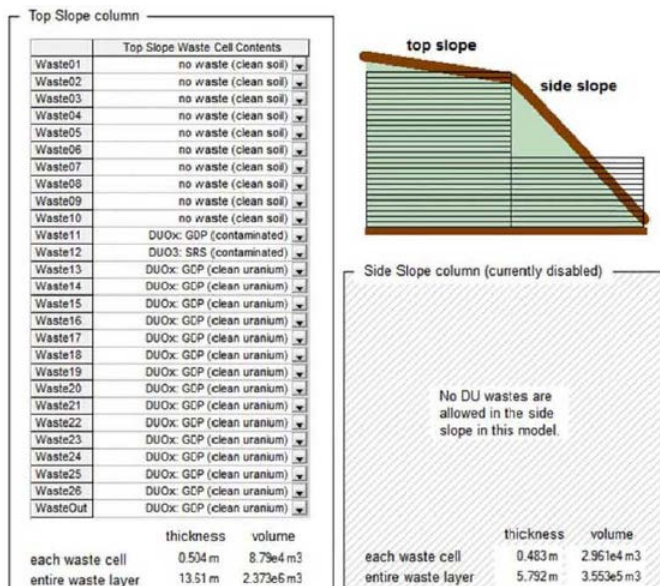 Top Slope column
Top Slope Waste Cell Contents
Waste01 no waste (clean soil)
Waste02 no waste (clean soil)
Waste03 no waste (clean soil)
Waste04 no waste (clean soil)
Waste05 no waste (clean soil)
Waste06 no waste (clean soil)
Waste07 no waste (clean soil)
Waste08 no waste (clean soil)
Waste09 no waste (clean soil)
Waste10 no waste (clean soil)
Waste11 DUOx: GDP (contaminated)
Waste12 DUO3: SRS (contaminated)
Waste13 DUOx: GDP (clean uranium)
Waste14 DUOx: GDP (clean uranium)
Waste15 DUOx: GDP (clean uranium)
Waste16 DUOx: GDP (clean uranium)
Waste17 DUOx: GDP (clean uranium)
Waste18 DUOx: GDP (clean uranium)
Waste19 DUOx: GDP (clean uranium)
Waste20 DUOx: GDP (clean uranium)
Waste21 DUOx: GDP (clean uranium)
Waste22 DUOx: GDP (clean uranium)
Waste23 DUOx: GDP (clean uranium)
Waste24 DUOx: GDP (clean uranium)
Waste25 DUOx: GDP (clean uranium)
Waste26 DUOx: GDP (clean uranium)
WasteOut DUOx: GDP (clean uranium)
thickness volume
each waste cell 0.504 m 8.79e4 m3
entire waste layer 13.61 m 2.373e6 m3
top slope
side slope
Side Slope column (currently disabled)
No DU wastes are
allowed in the side
slope in this model.
thickness volume
each waste cell 0.483 m 2.961e4 m3
entire waste layer 5.792 m 3.553e5 m3